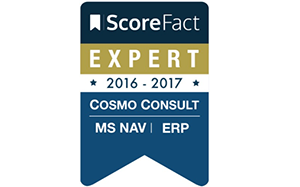 ScoreFact
EXPERT
★ 2016 - 2017 ★
COSMO CONSULT
MS NAV | ERP